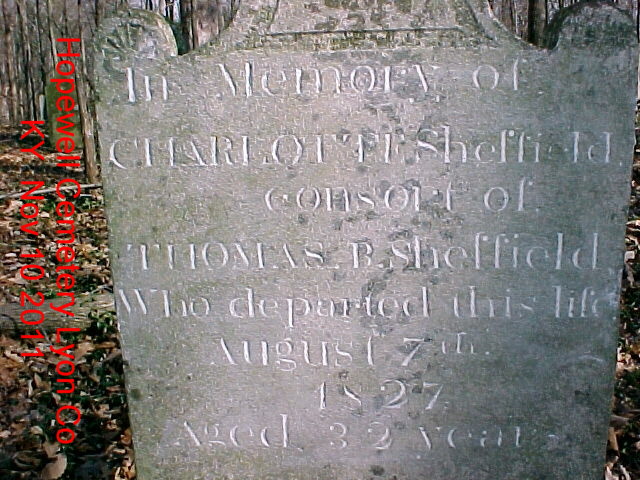 In Memory of
CHARLOTTE Sheffield
consort of
THOMAS B. Sheffield,
Who departed this life
August 7th.
1827
Aged 32 years
Hopewell Cemetery Lyon Co
KY Nov 10 2011